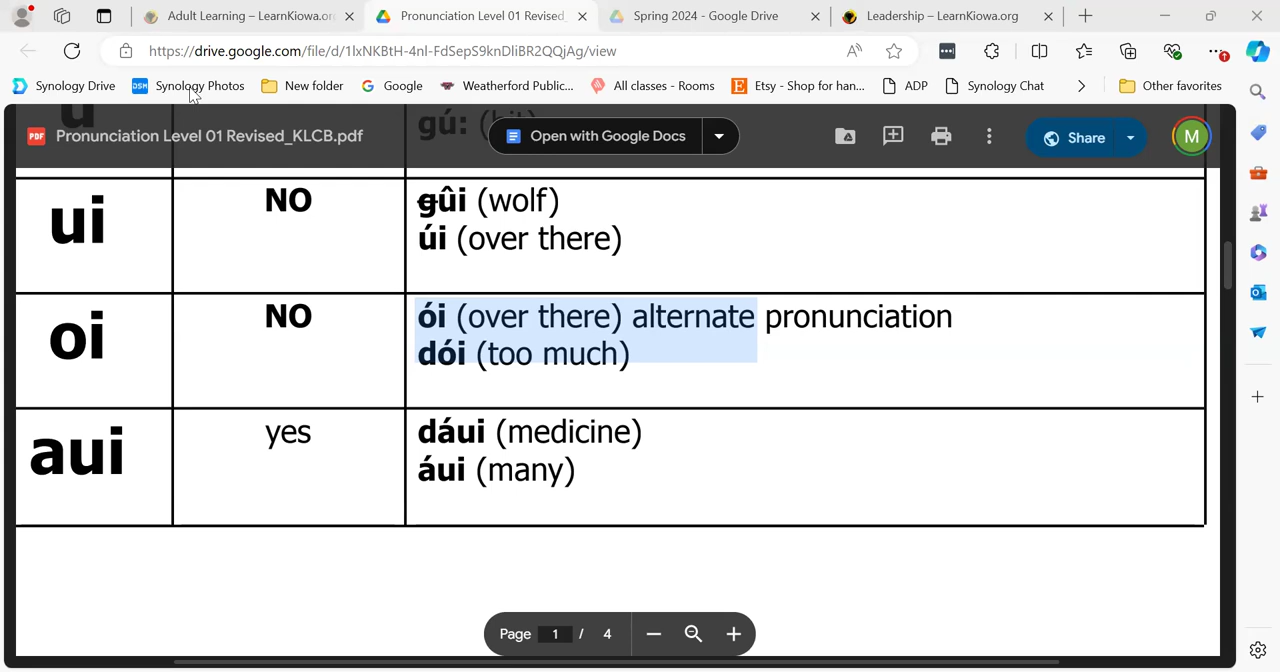 Adult Learning – LearnKiowa.or
Pronunciation Level 01 Revised_
Spring 2024 - Google Drive
Leadership – LearnKiowa.org
https://drive.google.com/file/d/1lxNKBtH-4nl-FdSepS9knDliBR2QQjAg/view
Synology Drive
DSM
Synology Photos
New folder
Google
Weatherford Public...
All classes - Rooms
Etsy - Shop for han...
ADP
Synology Chat
Other favorites
PDF
Pronunciation Level 01 Revised_KLCB.pdf
Open with Google Docs
Share
M
u
gú:
ui
NO
g̶ûi (wolf)
úi (over there)
oi
NO
ói (over there) alternate pronunciation
dói (too much)
aui
yes
dáui (medicine)
áui (many)
Page 1 / 4